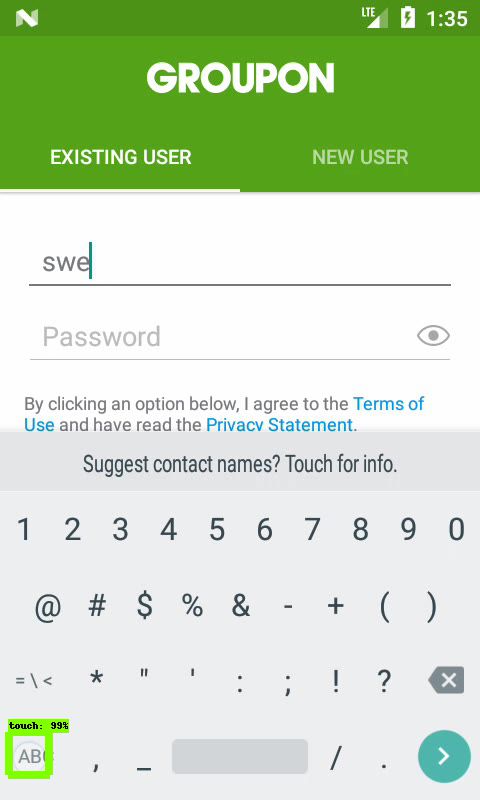 LTE 1:35
GROUPON
EXISTING USER NEW USER
swe
Password
By clicking an option below, I agree to the Terms of
Use and have read the Privacy Statement.
Suggest contact names? Touch for info.
1 2 3 4 5 6 7 8 9 0
@ # $ % & - + ( )
= \ < * " ' : ; ! ?
touch: 99%
ABC , _ / .